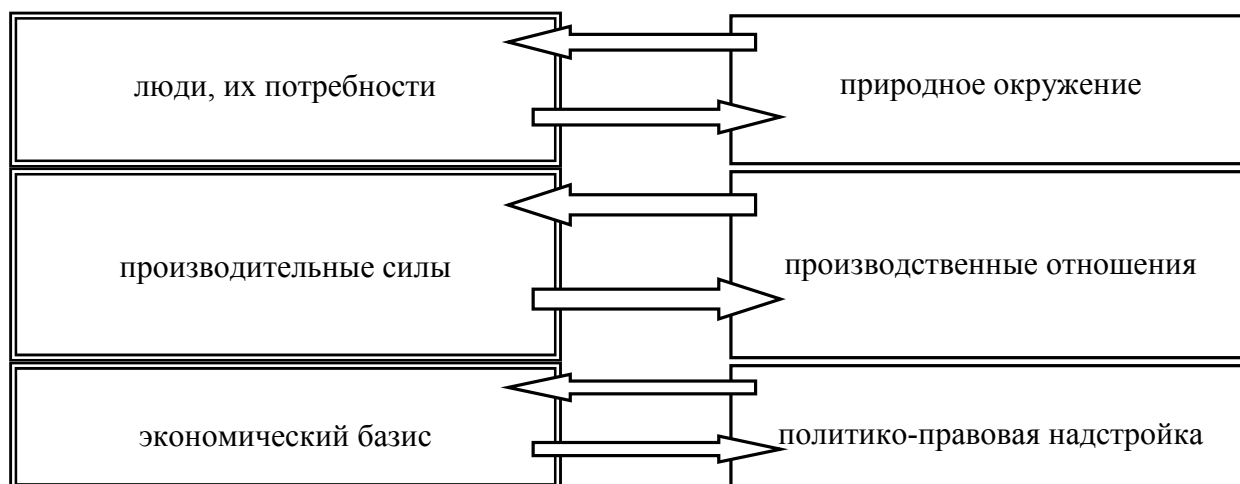 люди, их потребности
природное окружение
производительные силы
производственные отношения
экономический базис
политико-правовая надстройка